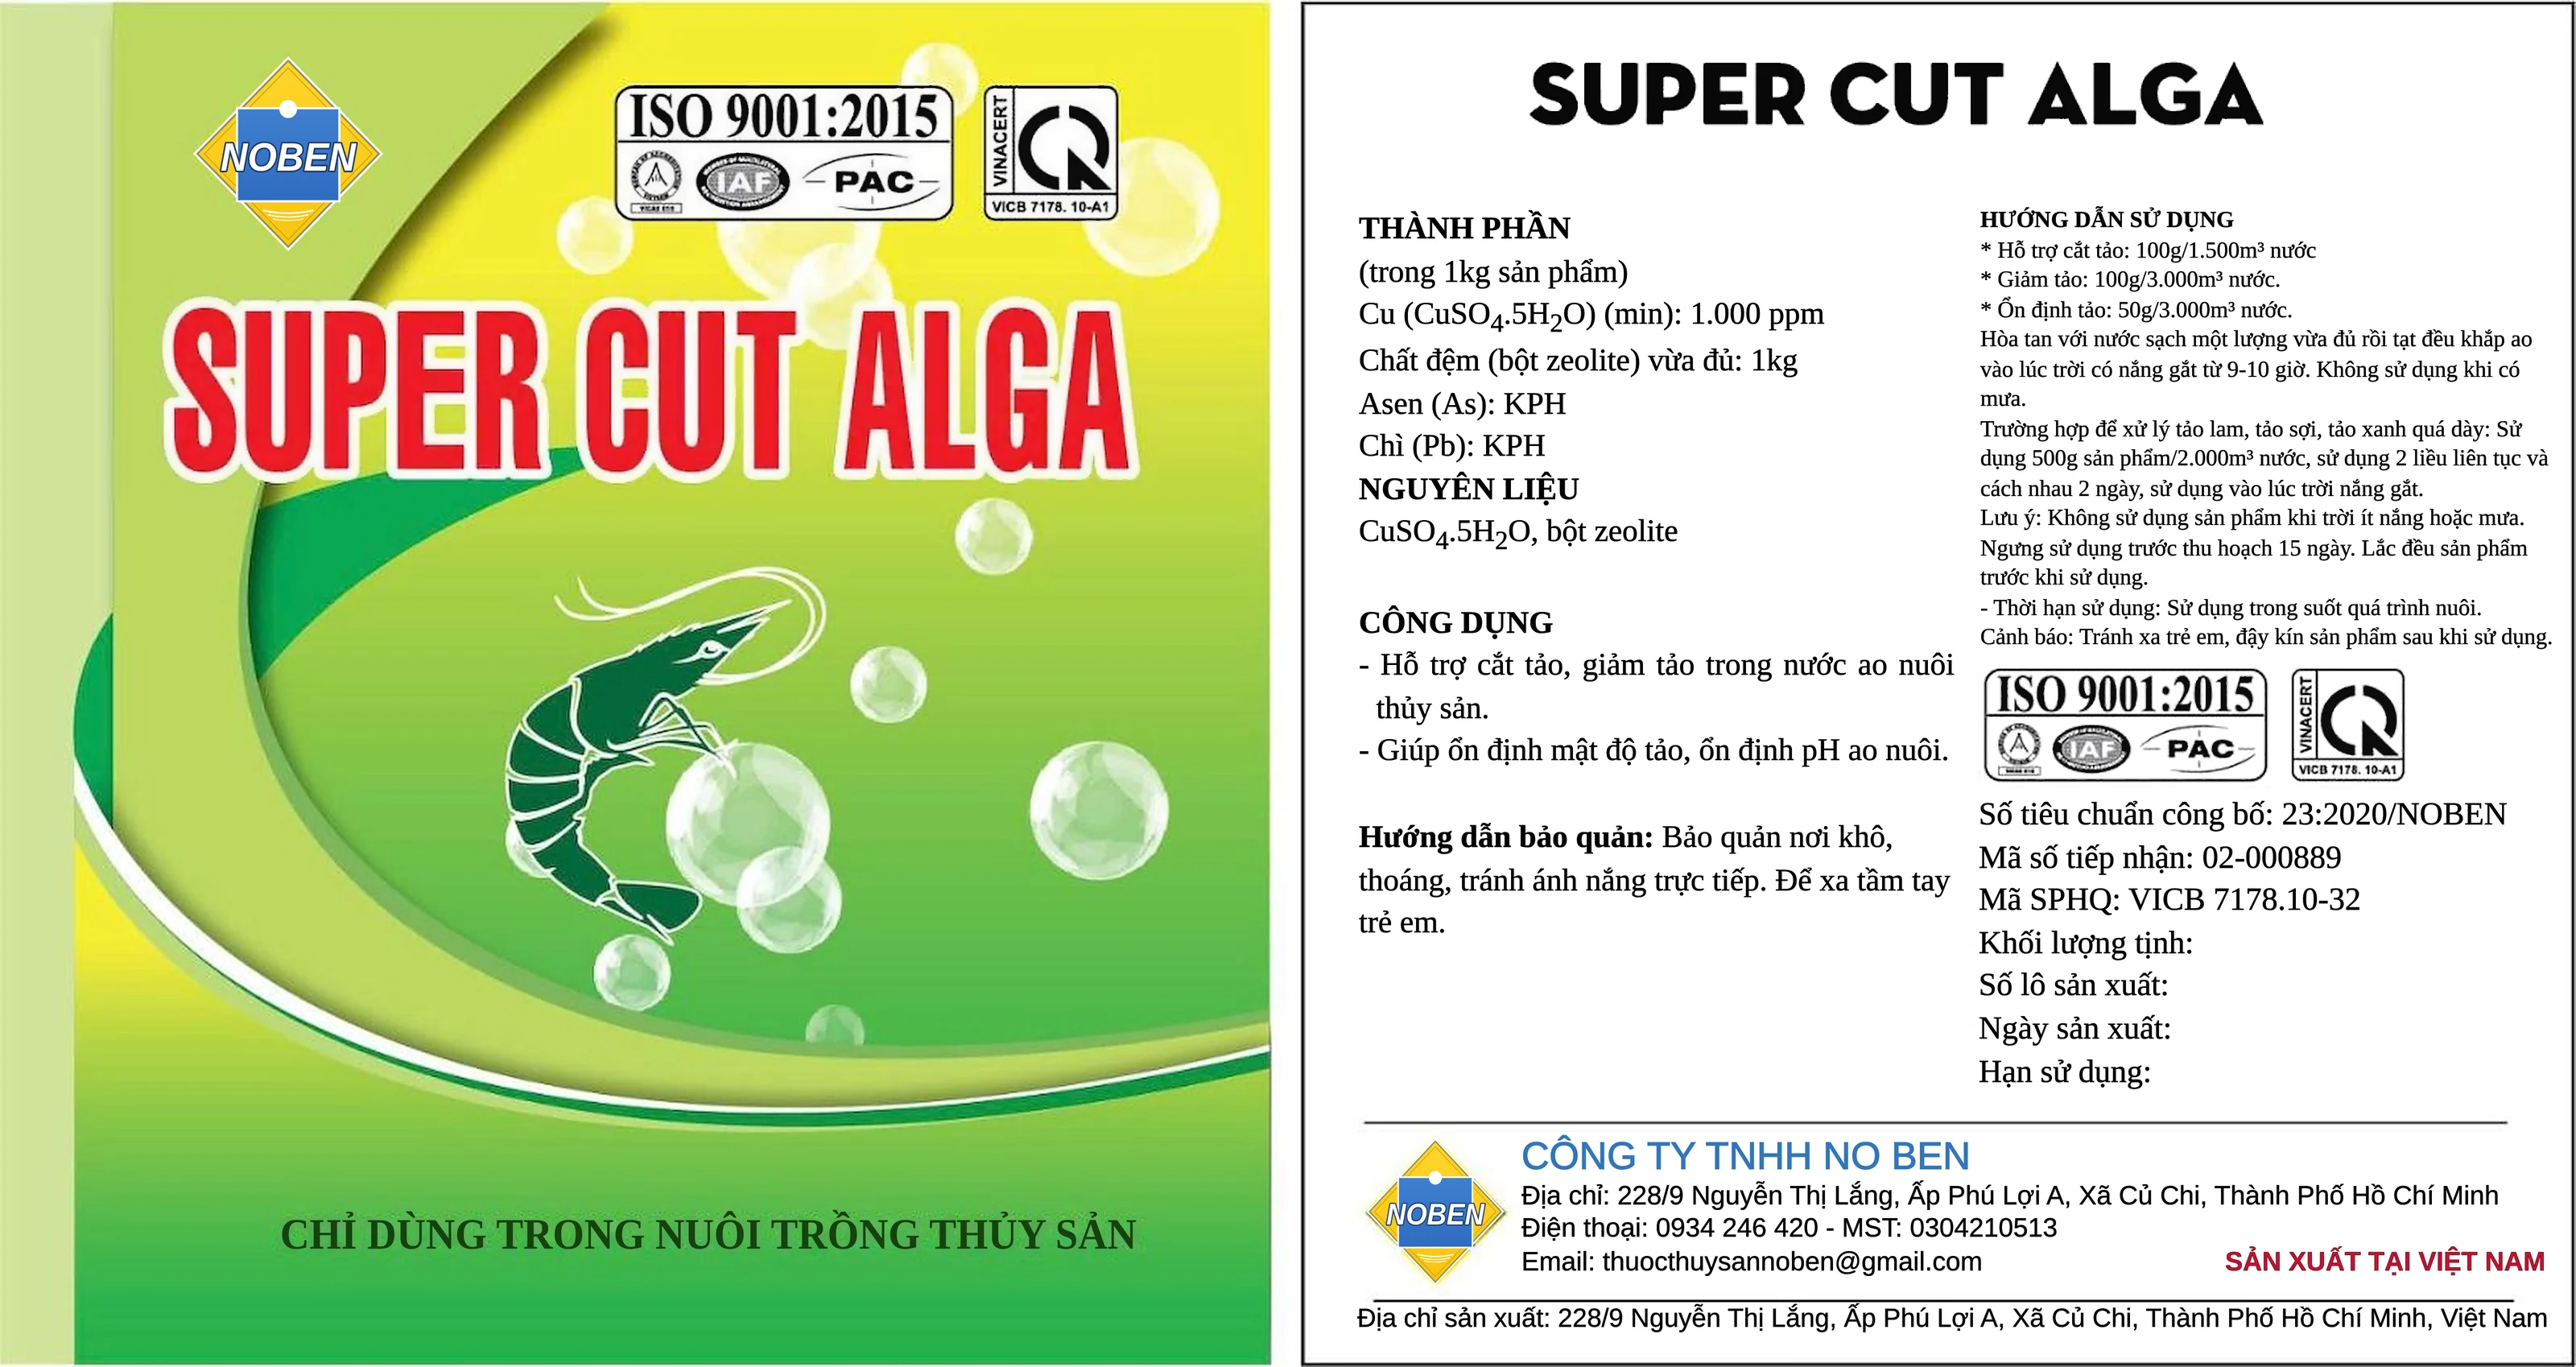 NOBEN
ISO 9001:2015
IAF
PAC
VINACERT
VICB 7178. 10-A1
SUPER CUT ALGA
CHỈ DÙNG TRONG NUÔI TRỒNG THỦY SẢN
SUPER CUT ALGA
THÀNH PHẦN
(trong 1kg sản phẩm)
Cu (CuSO₄.5H₂O) (min): 1.000 ppm
Chất đệm (bột zeolite) vừa đủ: 1kg
Asen (As): KPH
Chì (Pb): KPH
NGUYÊN LIỆU
CuSO₄.5H₂O, bột zeolite
CÔNG DỤNG
- Hỗ trợ cắt tảo, giảm tảo trong nước ao nuôi
thủy sản.
- Giúp ổn định mật độ tảo, ổn định pH ao nuôi.
Hướng dẫn bảo quản: Bảo quản nơi khô,
thoáng, tránh ánh nắng trực tiếp. Để xa tầm tay
trẻ em.
HƯỚNG DẪN SỬ DỤNG
* Hỗ trợ cắt tảo: 100g/1.500m³ nước
* Giảm tảo: 100g/3.000m³ nước.
* Ổn định tảo: 50g/3.000m³ nước.
Hòa tan với nước sạch một lượng vừa đủ rồi tạt đều khắp ao
vào lúc trời có nắng gắt từ 9-10 giờ. Không sử dụng khi có
mưa.
Trường hợp để xử lý tảo lam, tảo sợi, tảo xanh quá dày: Sử
dụng 500g sản phẩm/2.000m³ nước, sử dụng 2 liều liên tục và
cách nhau 2 ngày, sử dụng vào lúc trời nắng gắt.
Lưu ý: Không sử dụng sản phẩm khi trời ít nắng hoặc mưa.
Ngưng sử dụng trước thu hoạch 15 ngày. Lắc đều sản phẩm
trước khi sử dụng.
- Thời hạn sử dụng: Sử dụng trong suốt quá trình nuôi.
Cảnh báo: Tránh xa trẻ em, đậy kín sản phẩm sau khi sử dụng.
ISO 9001:2015
IAF
PAC
VINACERT
VICB 7178. 10-A1
Số tiêu chuẩn công bố: 23:2020/NOBEN
Mã số tiếp nhận: 02-000889
Mã SPHQ: VICB 7178.10-32
Khối lượng tịnh:
Số lô sản xuất:
Ngày sản xuất:
Hạn sử dụng:
NOBEN
CÔNG TY TNHH NO BEN
Địa chỉ: 228/9 Nguyễn Thị Lắng, Ấp Phú Lợi A, Xã Củ Chi, Thành Phố Hồ Chí Minh
Điện thoại: 0934 246 420 - MST: 0304210513
Email: thuocthuysannoben@gmail.com
SẢN XUẤT TẠI VIỆT NAM
Địa chỉ sản xuất: 228/9 Nguyễn Thị Lắng, Ấp Phú Lợi A, Xã Củ Chi, Thành Phố Hồ Chí Minh, Việt Nam